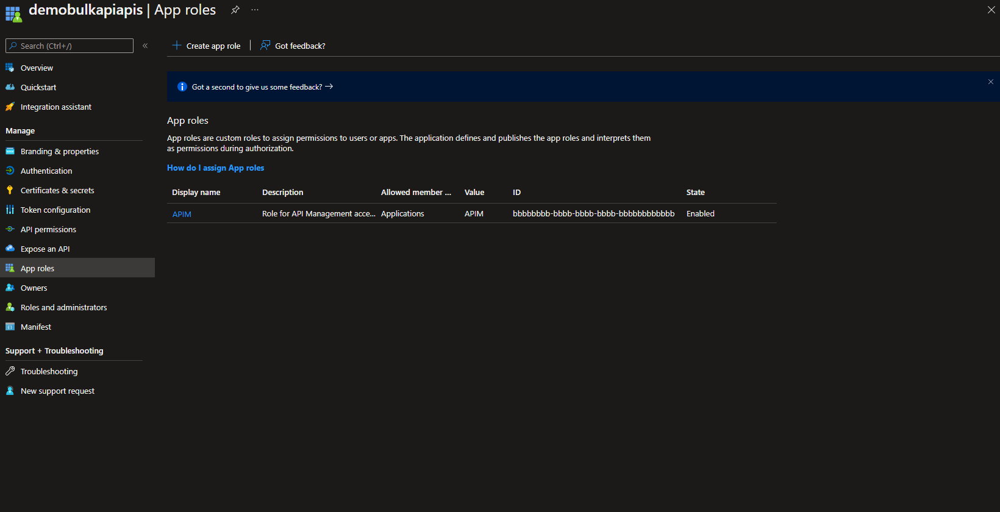 demobulkapiapis | App roles
Search (Ctrl+/)
Overview
Quickstart
Integration assistant
Manage
Branding & properties
Authentication
Certificates & secrets
Token configuration
API permissions
Expose an API
App roles
Owners
Roles and administrators
Manifest
Support + Troubleshooting
Troubleshooting
New support request
Create app role | Got feedback?
Got a second to give us some feedback? →
App roles
App roles are custom roles to assign permissions to users or apps. The application defines and publishes the app roles and interprets them
as permissions during authorization.
How do I assign App roles
Display name Description Allowed member ... Value ID State
APIM Role for API Management acce... Applications APIM bbbbbbbb-bbbb-bbbb-bbbb-bbbbbbbbbbbb Enabled